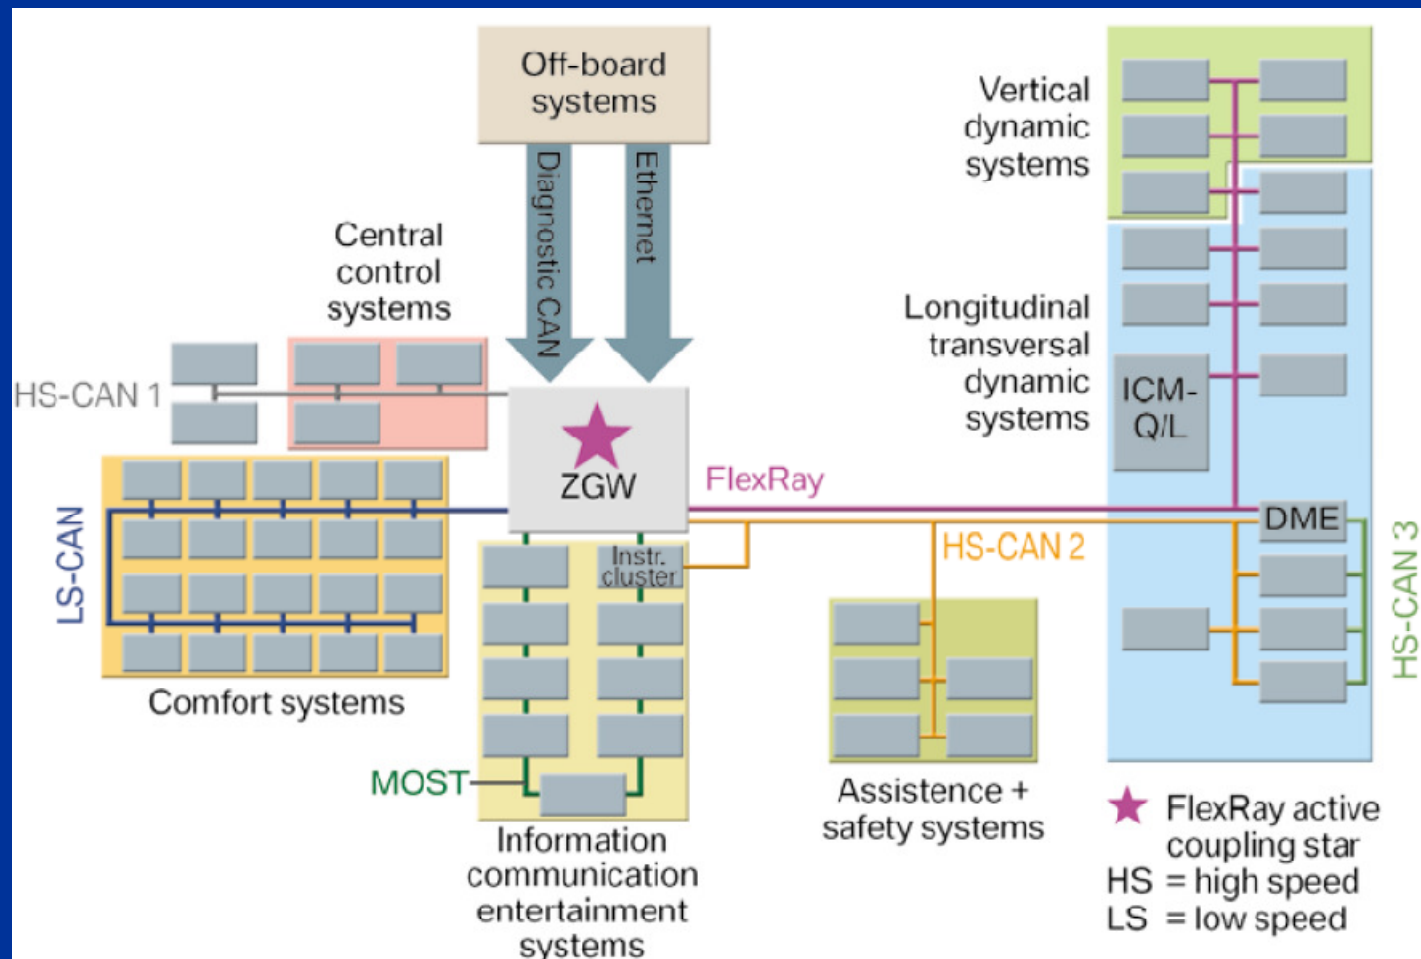 Off-board
systems
Diagnostic CAN
Ethernet
Vertical
dynamic
systems
Central
control
systems
HS-CAN 1
Longitudinal
transversal
dynamic
systems
ICM-
Q/L
ZGW
FlexRay
DME
LS-CAN
Instr.
cluster
HS-CAN 2
HS-CAN 3
Comfort systems
MOST
Assistence +
safety systems
Information
communication
entertainment
systems
FlexRay active
coupling star
HS = high speed
LS = low speed